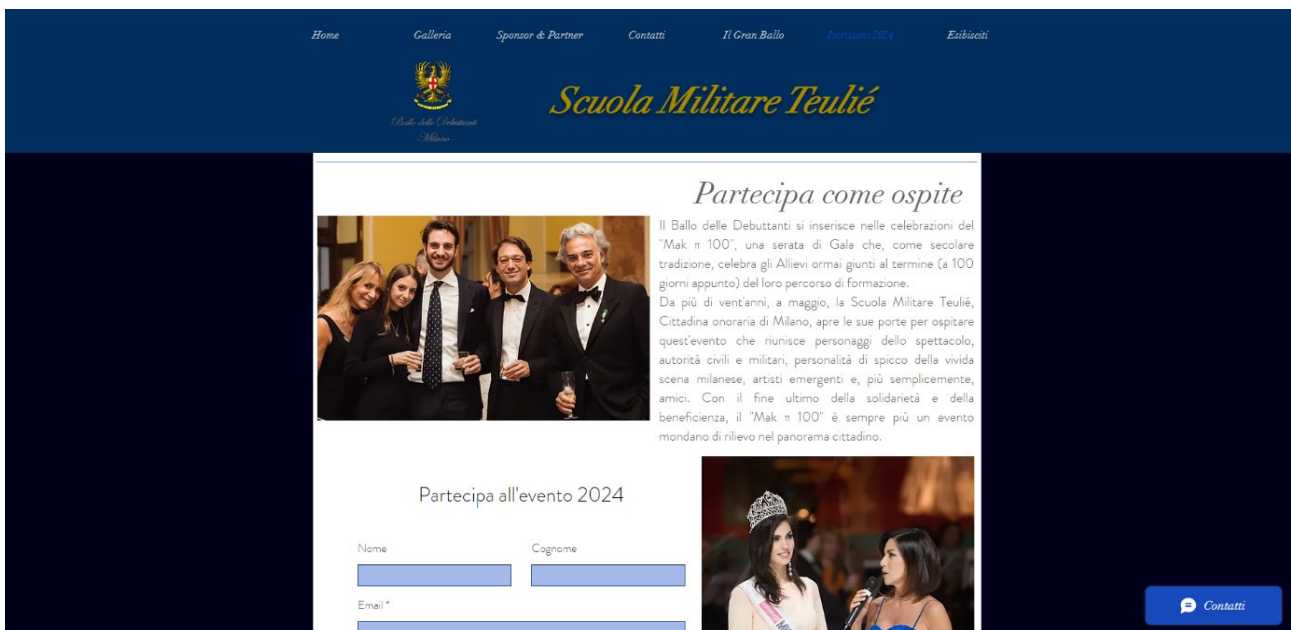 Home Galleria Sponsor & Partner Contatti Il Gran Ballo Iscrizioni 2024 Esibisciti
Ballo delle Debuttanti
-Milano-
Scuola Militare Teulié
Partecipa come ospite
Il Ballo delle Debuttanti si inserisce nelle celebrazioni del
"Mak π 100", una serata di Gala che, come secolare
tradizione, celebra gli Allievi ormai giunti al termine (a 100
giorni appunto) del loro percorso di formazione.
Da più di vent'anni, a maggio, la Scuola Militare Teulié,
Cittadina onoraria di Milano, apre le sue porte per ospitare
quest'evento che riunisce personaggi dello spettacolo,
autorità civili e militari, personalità di spicco della vivida
scena milanese, artisti emergenti e, più semplicemente,
amici. Con il fine ultimo della solidarietà e della
beneficienza, il "Mak π 100" è sempre più un evento
mondano di rilievo nel panorama cittadino.
Partecipa all'evento 2024
Nome Cognome
Email *
Contatti